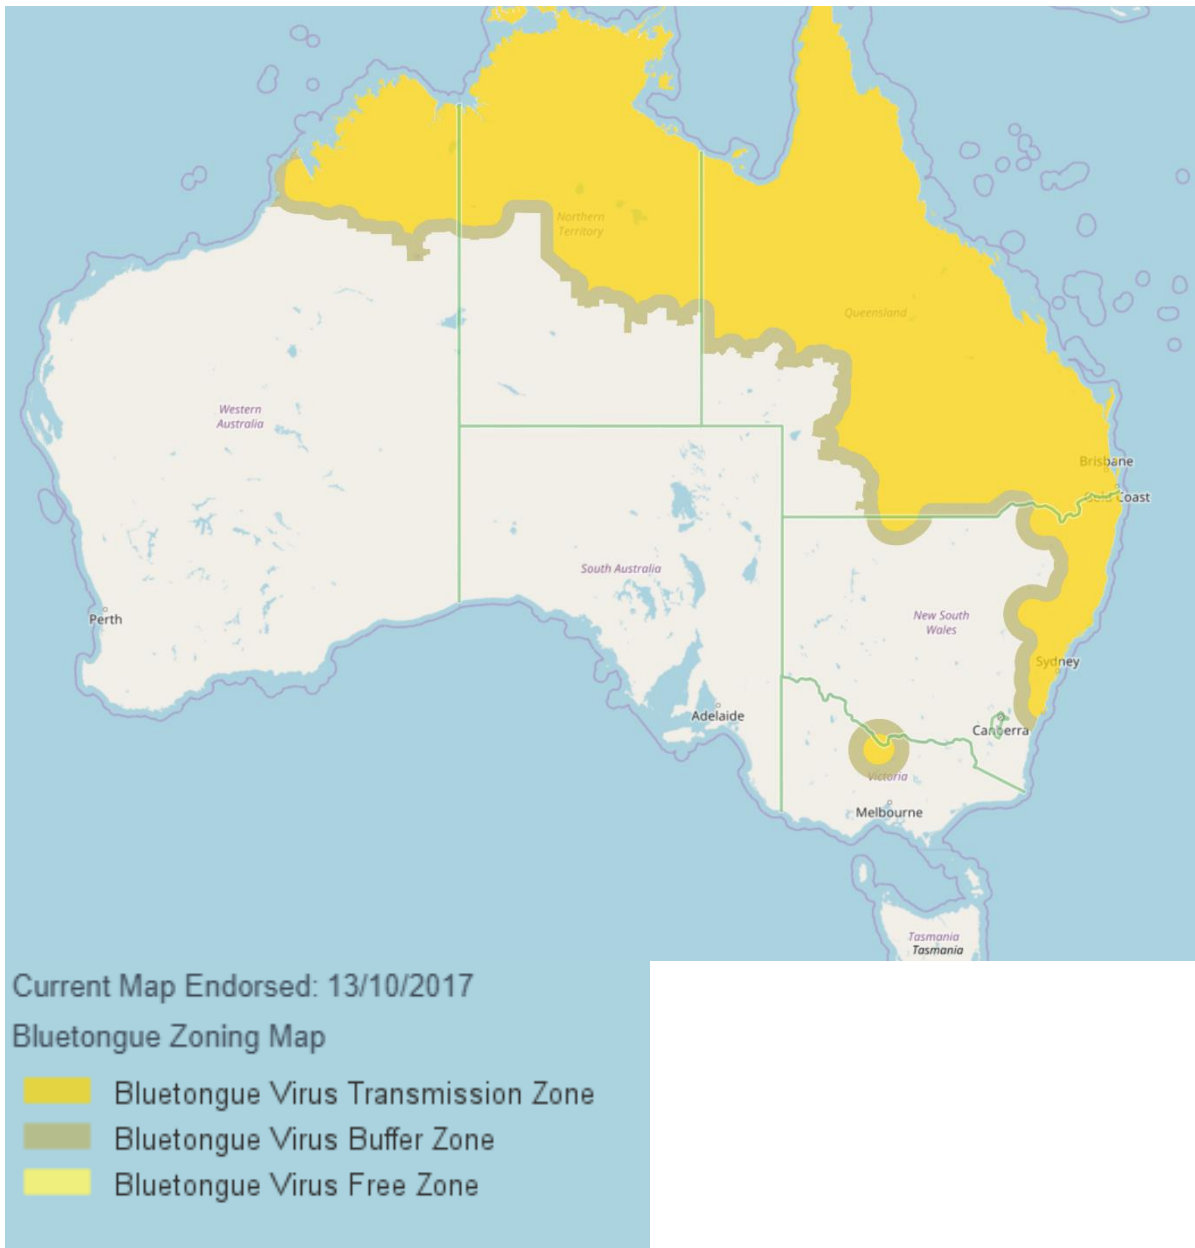 Northern
Territory
Queensland
Western
Australia
Brisbane
Gold Coast
South Australia
New South
Wales
Perth
Sydney
Adelaide
Canberra
Victoria
Melbourne
Tasmania
Tasmania
Current Map Endorsed: 13/10/2017
Bluetongue Zoning Map
Bluetongue Virus Transmission Zone
Bluetongue Virus Buffer Zone
Bluetongue Virus Free Zone